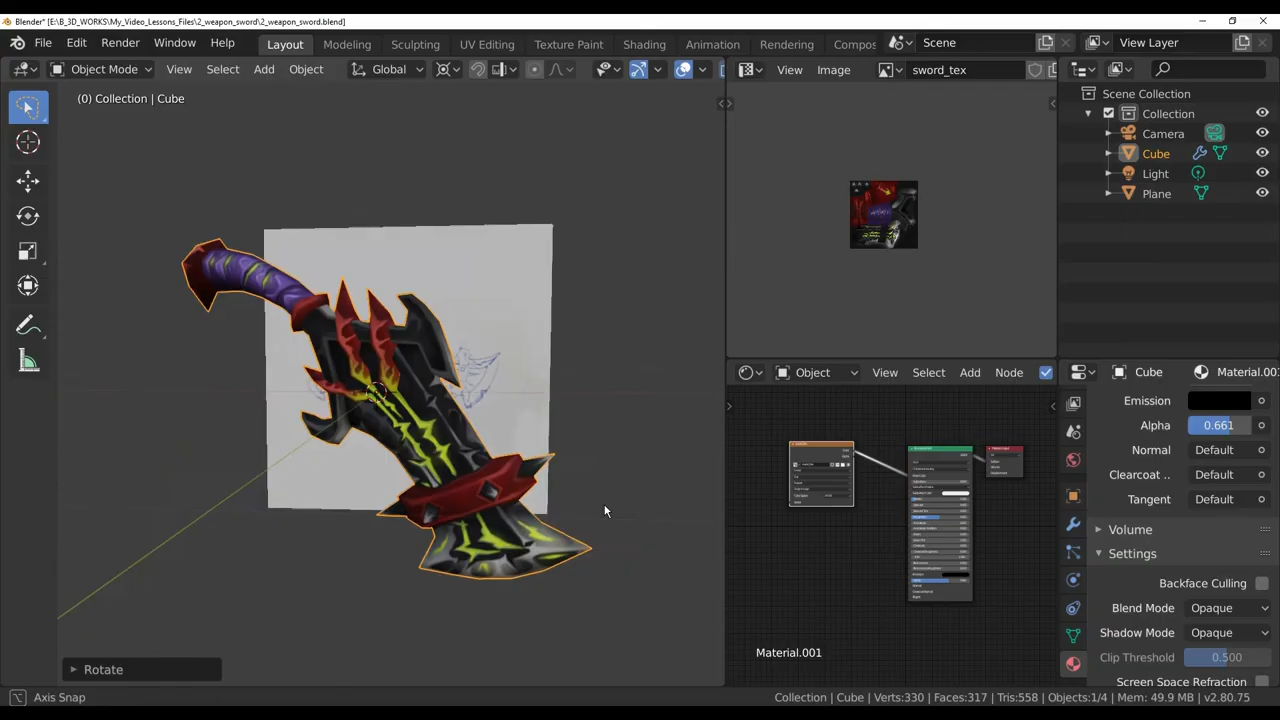 Blender* [E:\B_3D_WORKS\My_Video_Lessons_Files\2_weapon_sword\2_weapon_sword.blend]
File Edit Render Window Help Layout Modeling Sculpting UV Editing Texture Paint Shading Animation Rendering Compos Scene View Layer
Object Mode View Select Add Object Global View Image sword_tex
(0) Collection | Cube
Scene Collection
Collection
Camera
Cube
Light
Plane
Object View Select Add Node Cube Material.00
Emission
Alpha 0.661
Normal Default
Clearcoat .. Default
Tangent Default
Volume
Settings
Backface Culling
Blend Mode Opaque
Shadow Mode Opaque
Clip Threshold 0.500
Screen Space Refraction
Material.001
Rotate
Axis Snap Collection | Cube | Verts:330 | Faces:317 | Tris:558 | Objects:1/4 | Mem: 49.9 MB | v2.80.75